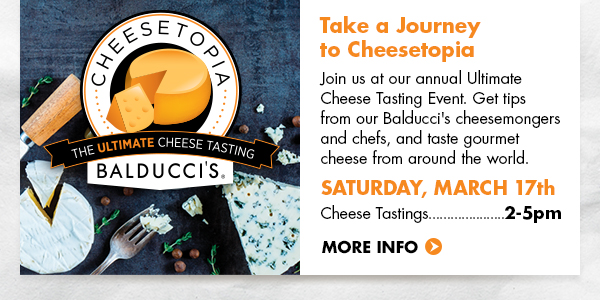 CHEESETOPIA
THE ULTIMATE CHEESE TASTING
BALDUCCI'S®
Take a Journey
to Cheesetopia
Join us at our annual Ultimate
Cheese Tasting Event. Get tips
from our Balducci's cheesemongers
and chefs, and taste gourmet
cheese from around the world.
SATURDAY, MARCH 17th
Cheese Tastings.....................2-5pm
MORE INFO